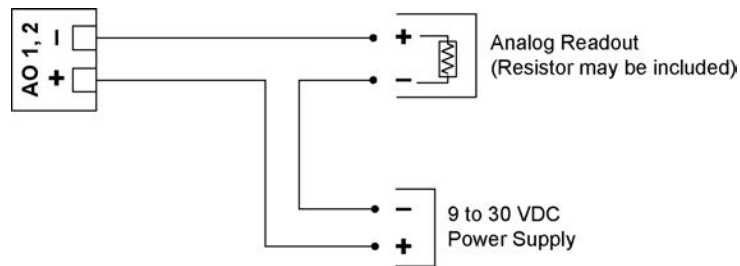 AO 1, 2
−
+
+
−
Analog Readout
(Resistor may be included)
−
+
9 to 30 VDC
Power Supply